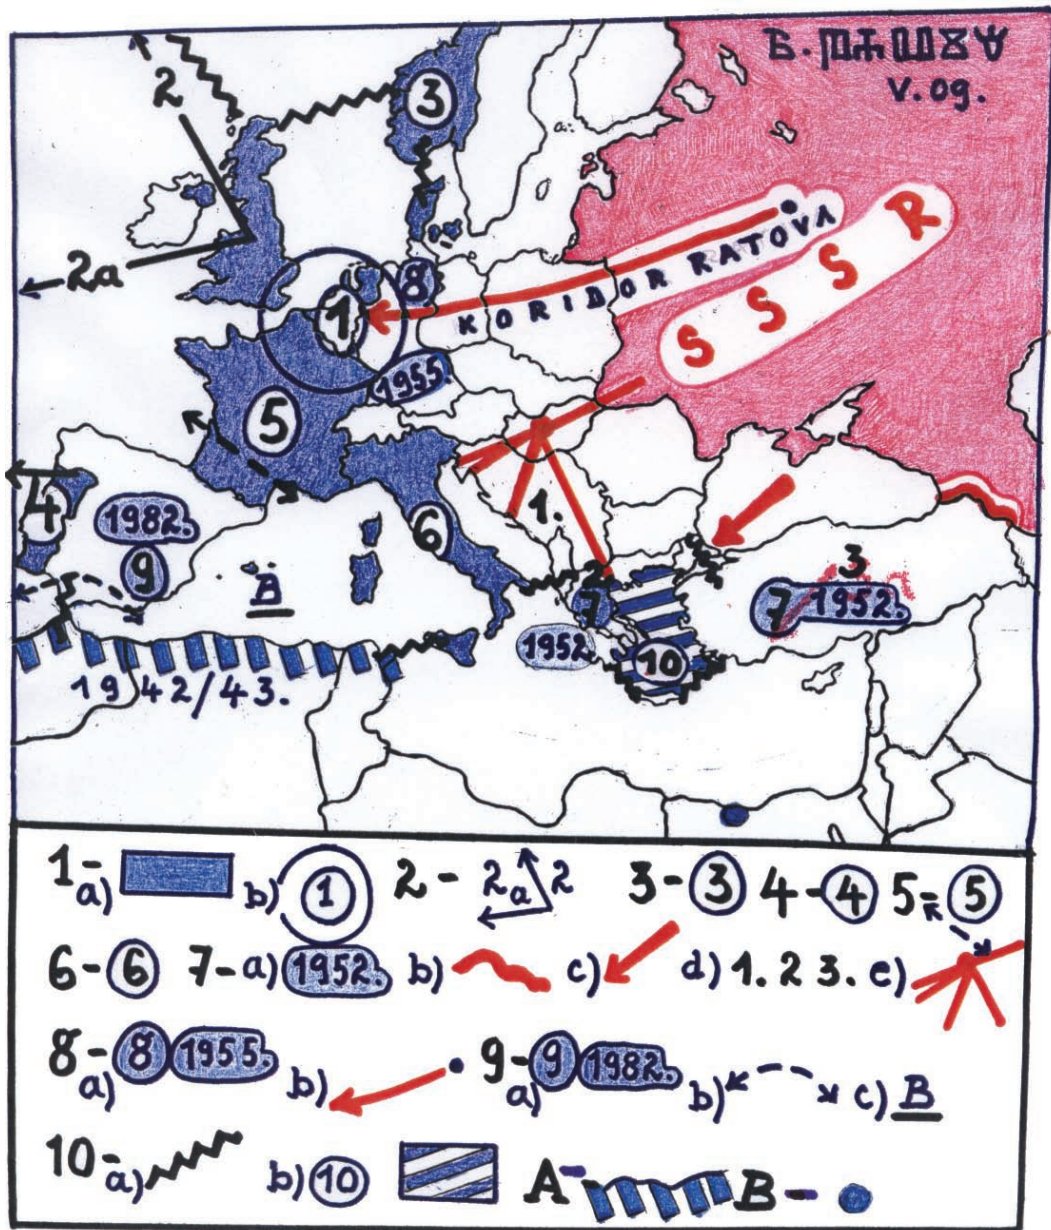 V. 09.
2
3
2a
KORIDOR RATOVA
S S S R
1
8
1955.
5
4
1982.
9
6
1.
B
2
3
7
7 1952.
1952
10
1942/43.
1- a) b) 1 2 - 2a 2 3 - 3 4 - 4 5 - 5
6 - 6 7 - a) 1952. b) c) d) 1. 2 3. e)
8 - a) 8 1955. b) 9 - a) 9 1982. b) c) B
10 - a) b) 10 A - B -